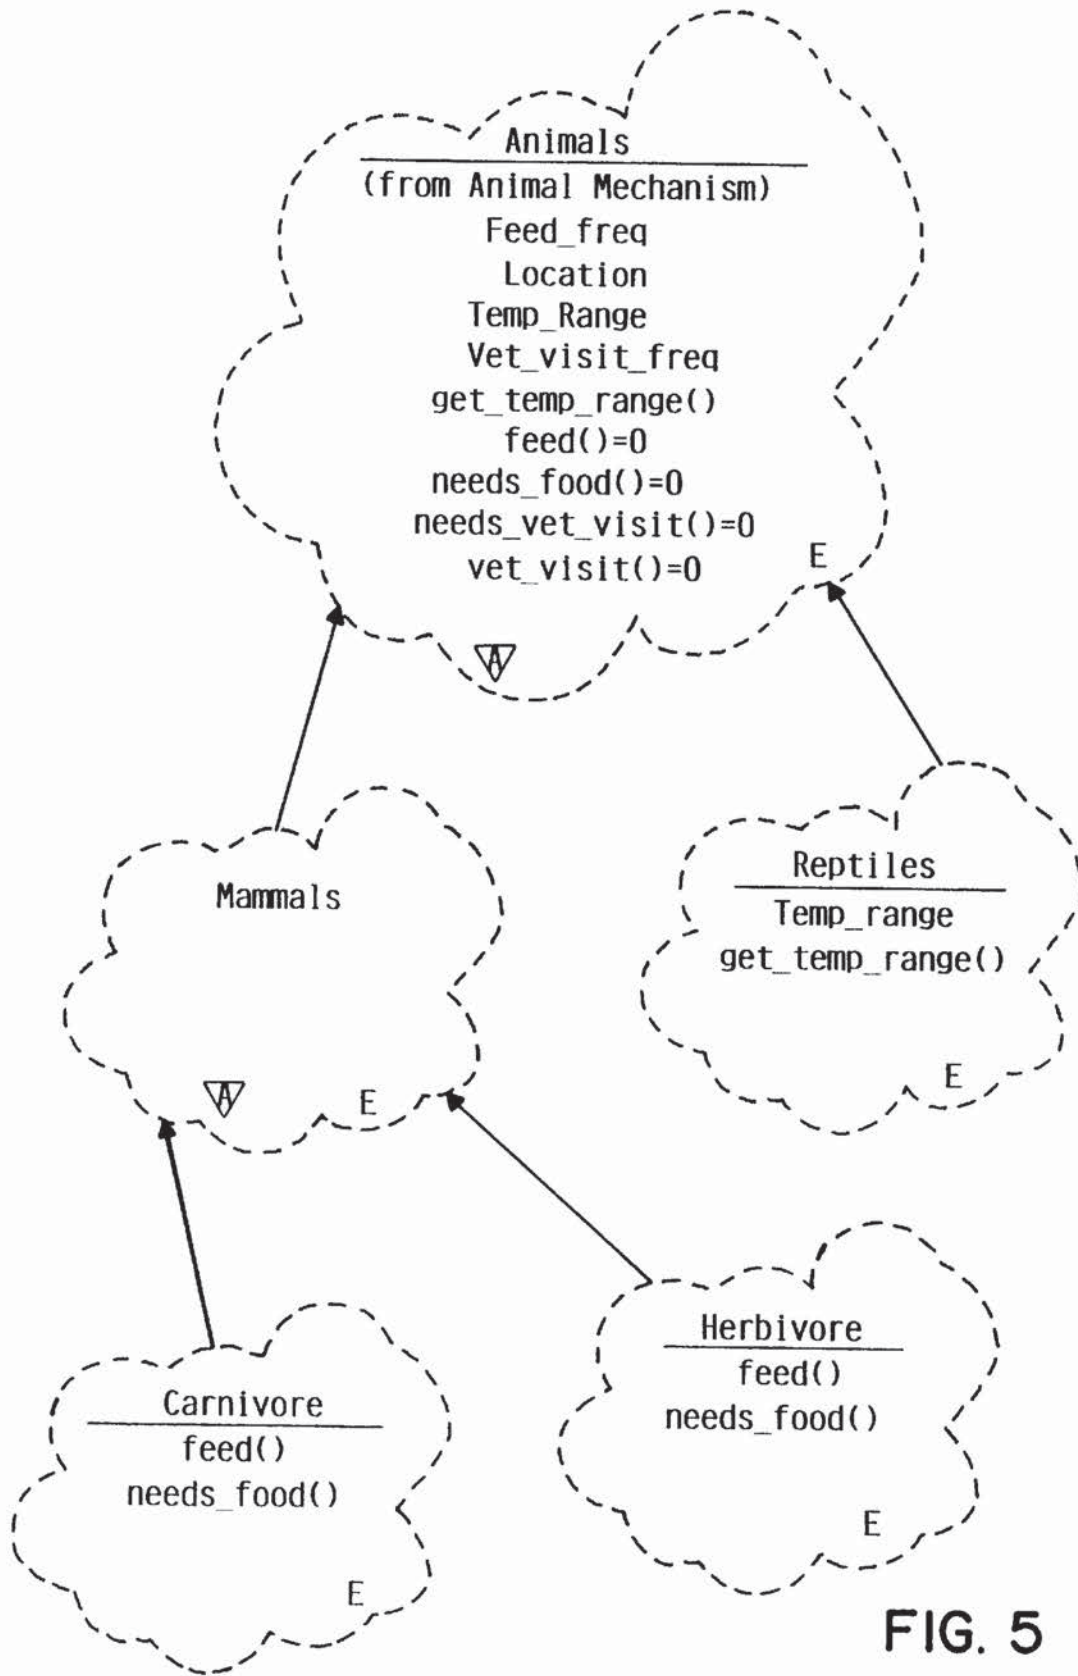 Animals
(from Animal Mechanism)
Feed_freq
Location
Temp_Range
Vet_visit_freq
get_temp_range()
feed()=0
needs_food()=0
needs_vet_visit()=0
vet_visit()=0
E
A
Mammals
A
E
Reptiles
Temp_range
get_temp_range()
E
Carnivore
feed()
needs_food()
E
Herbivore
feed()
needs_food()
E
FIG. 5